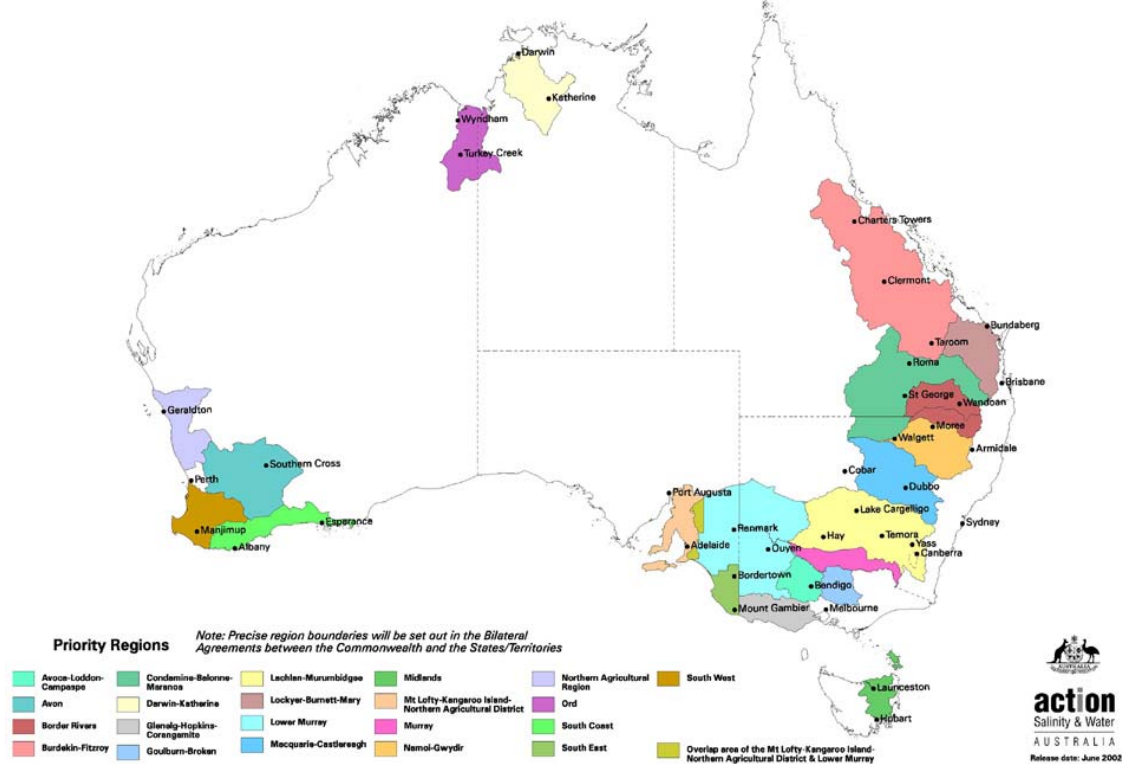 Darwin
Katherine
Wyndham
Turkey Creek
Charters Towers
Clermont
Bundaberg
Taroom
Roma
Brisbane
St George
Wandoan
Geraldton
Moree
Walgett
Armidale
Southern Cross
Cobar
Perth
Dubbo
Port Augusta
Lake Cargelligo
Esperance
Sydney
Manjimup
Renmark
Hay
Temora
Yass
Albany
Adelaide
Ouyen
Canberra
Bordertown
Bendigo
Mount Gambier
Melbourne
Launceston
Hobart
Priority Regions
Note: Precise region boundaries will be set out in the Bilateral
Agreements between the Commonwealth and the States/Territories
Avoca-Loddon-
Campaspe
Avon
Border Rivers
Burdekin-Fitzroy
Condamine-Balonne-
Maranoa
Darwin-Katherine
Glenelg-Hopkins-
Corangamite
Goulburn-Broken
Lachlan-Murumbidgee
Lockyer-Burnett-Mary
Lower Murray
Macquarie-Castlereagh
Midlands
Mt Lofty-Kangaroo Island-
Northern Agricultural District
Murray
Namoi-Gwydir
Northern Agricultural
Region
Ord
South Coast
South East
South West
Overlap area of the Mt Lofty-Kangaroo Island-
Northern Agricultural District & Lower Murray
action
Salinity & Water
AUSTRALIA
Release date: June 2002